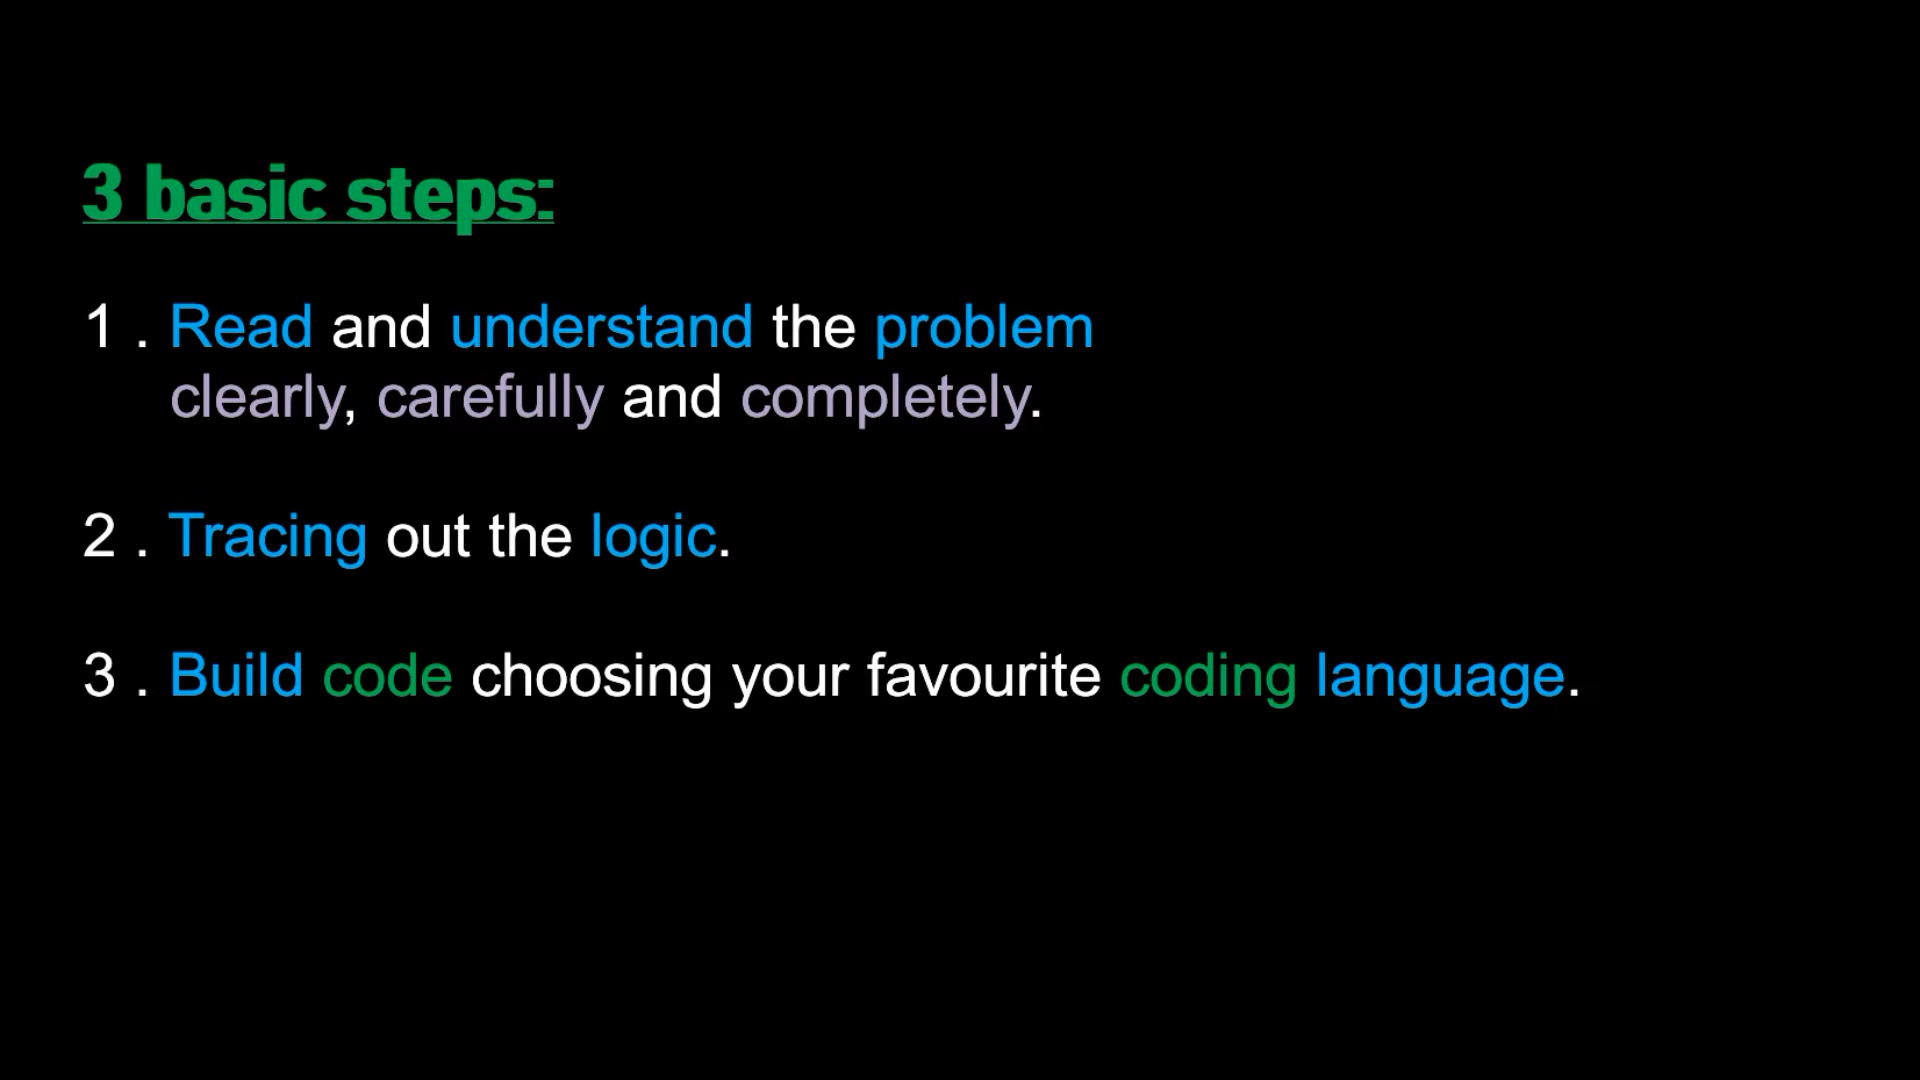 3 basic steps:
1 . Read and understand the problem
clearly, carefully and completely.
2 . Tracing out the logic.
3 . Build code choosing your favourite coding language.